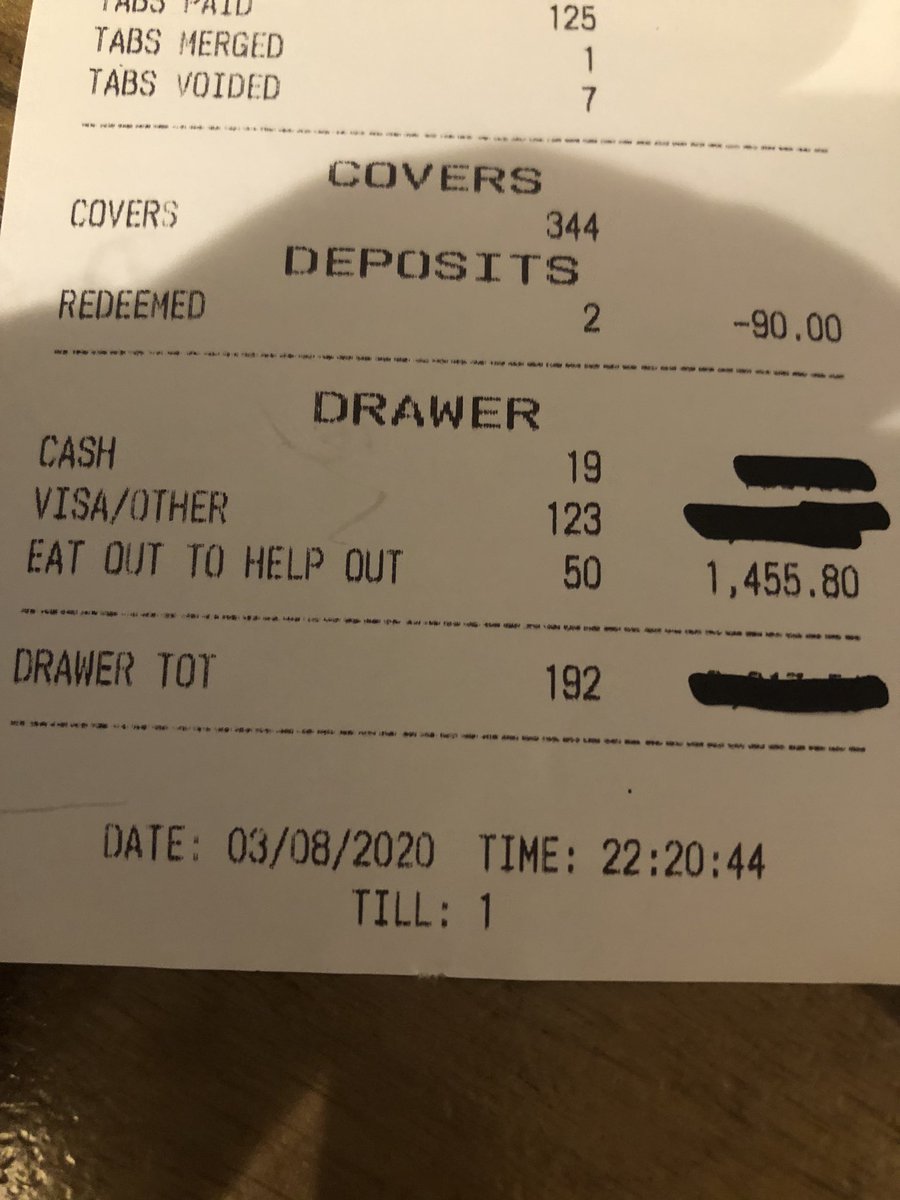 TABS PAID 125
TABS MERGED 1
TABS VOIDED 7
COVERS
COVERS 344
DEPOSITS
REDEEMED 2 -90.00
DRAWER
CASH 19
VISA/OTHER 123
EAT OUT TO HELP OUT 50 1,455.80
DRAWER TOT 192
DATE: 03/08/2020 TIME: 22:20:44
TILL: 1